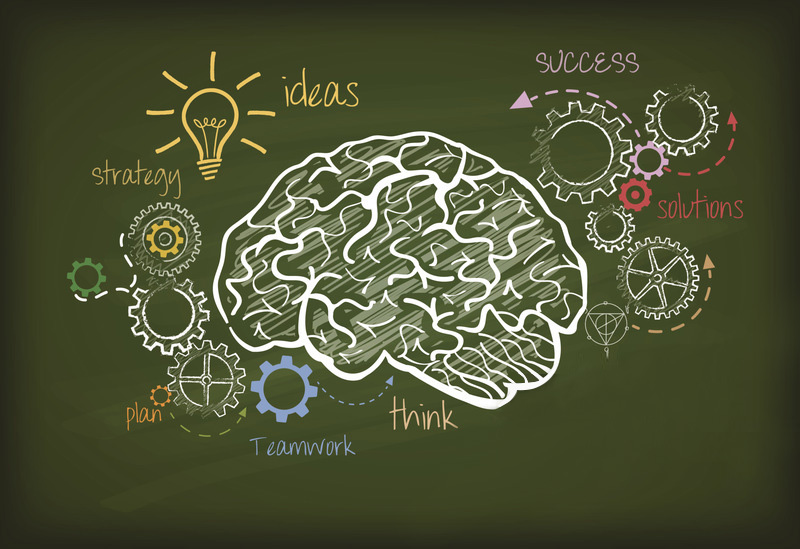 SUCCESS
ideas
strategy
solutions
plan
think
Teamwork